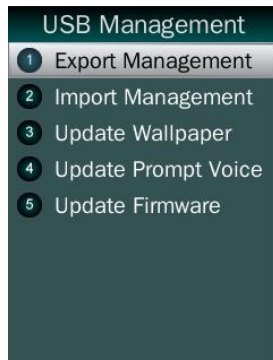 USB Management
1 Export Management
2 Import Management
3 Update Wallpaper
4 Update Prompt Voice
5 Update Firmware